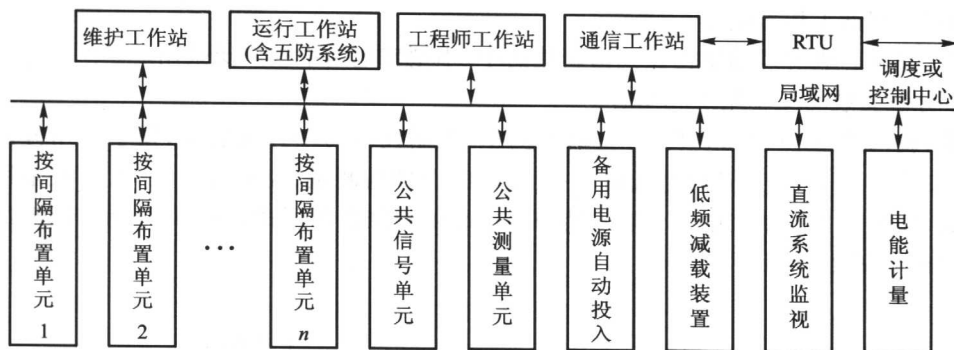 维护工作站
运行工作站
(含五防系统)
工程师工作站
通信工作站
RTU
调度或
控制中心
局域网
按间隔布置单元1
按间隔布置单元2
…
按间隔布置单元n
公共信号单元
公共测量单元
备用电源自动投入
低频减载装置
直流系统监视
电能计量